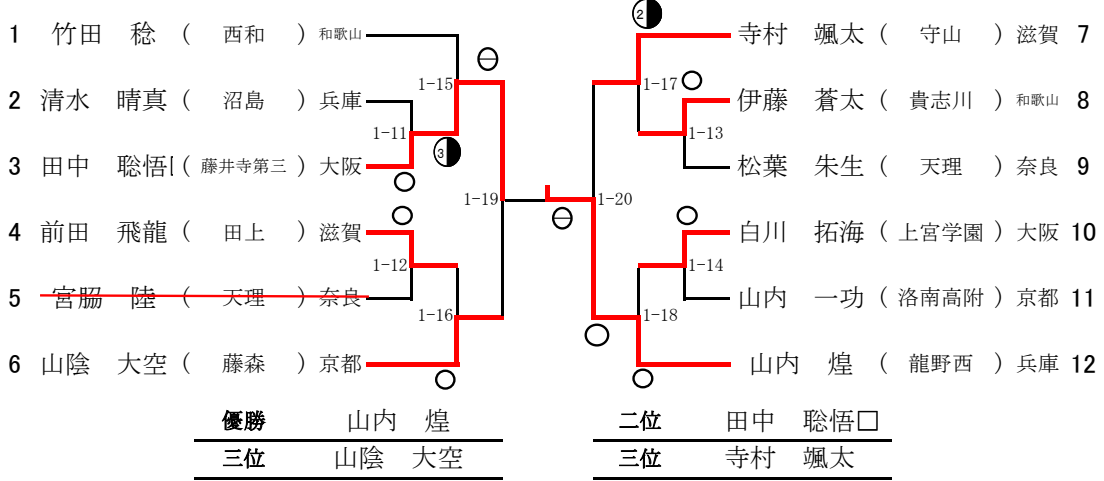 1 竹田 稔 ( 西和 ) 和歌山
2 清水 晴真 ( 沼島 ) 兵庫
3 田中 聡悟 ( 藤井寺第三 ) 大阪
4 前田 飛龍 ( 田上 ) 滋賀
5 宮脇 陸 ( 天理 ) 奈良
6 山陰 大空 ( 藤森 ) 京都
1-15
1-11
3
1-19
1-12
1-16
2
1-17
1-13
1-20
1-14
1-18
寺村 颯太 ( 守山 ) 滋賀 7
伊藤 蒼太 ( 貴志川 ) 和歌山 8
松葉 朱生 ( 天理 ) 奈良 9
白川 拓海 ( 上宮学園 ) 大阪 10
山内 一功 ( 洛南高附 ) 京都 11
山内 煌 ( 龍野西 ) 兵庫 12
優勝 山内 煌
二位 田中 聡悟□
三位 山陰 大空
三位 寺村 颯太